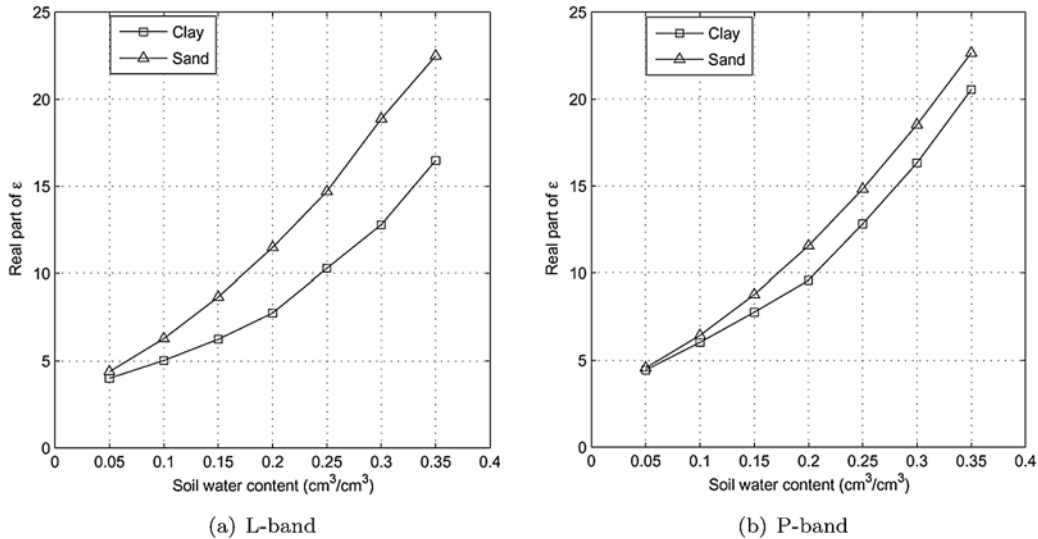 25
20
15
10
5
0
Real part of ε
Clay
Sand
0 0.05 0.1 0.15 0.2 0.25 0.3 0.35 0.4
Soil water content (cm³/cm³)
(a) L-band
25
20
15
10
5
0
Real part of ε
Clay
Sand
0 0.05 0.1 0.15 0.2 0.25 0.3 0.35 0.4
Soil water content (cm³/cm³)
(b) P-band